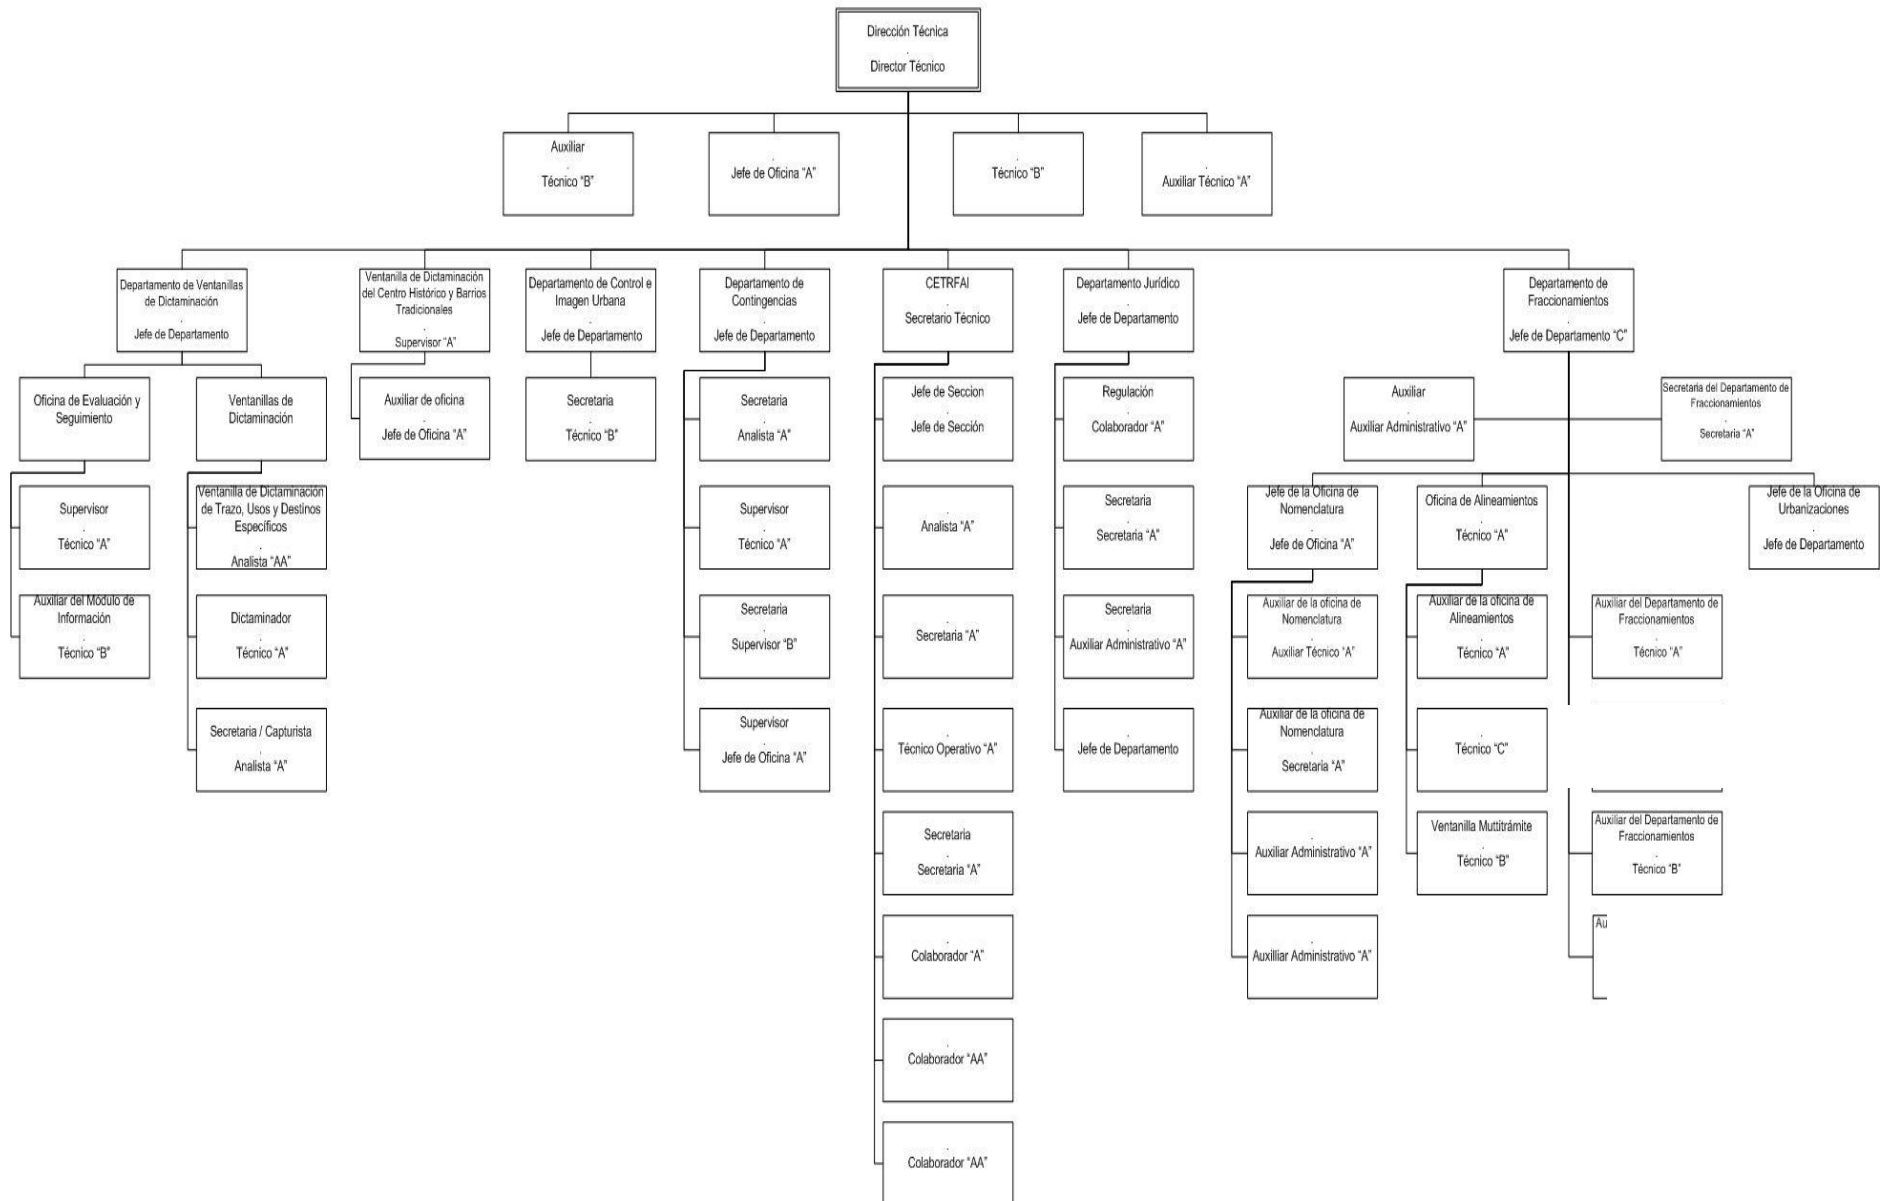 Dirección Técnica
.
Director Técnico
Auxiliar
.
Técnico “B”
.
Jefe de Oficina “A”
.
Técnico “B”
.
Auxiliar Técnico “A”
Departamento de Ventanillas
de Dictaminación
.
Jefe de Departamento
Ventanilla de Dictaminación
del Centro Histórico y Barrios
Tradicionales
.
Supervisor “A”
Departamento de Control e
Imagen Urbana
.
Jefe de Departamento
Departamento de
Contingencias
.
Jefe de Departamento
CETRFAI
.
Secretario Técnico
Departamento Jurídico
.
Jefe de Departamento
Departamento de
Fraccionamientos
.
Jefe de Departamento “C”
Oficina de Evaluación y
Seguimiento
Ventanillas de
Dictaminación
Auxiliar de oficina
.
Jefe de Oficina “A”
Secretaria
.
Técnico “B”
Secretaria
.
Analista “A”
Jefe de Seccion
.
Jefe de Sección
Regulación
.
Colaborador “A”
Auxiliar
.
Auxiliar Administrativo “A”
Secretaria del Departamento de
Fraccionamientos
.
Secretaria “A”
Supervisor
.
Técnico “A”
Ventanilla de Dictaminación
de Trazo, Usos y Destinos
Específicos
.
Analista “AA”
Supervisor
.
Técnico “A”
.
Analista “A”
Secretaria
.
Secretaria “A”
Jefe de la Oficina de
Nomenclatura
.
Jefe de Oficina “A”
Oficina de Alineamientos
.
Técnico “A”
Jefe de la Oficina de
Urbanizaciones
.
Jefe de Departamento
Auxiliar del Módulo de
Información
.
Técnico “B”
Dictaminador
.
Técnico “A”
Secretaria
.
Supervisor “B”
.
Secretaria “A”
Secretaria
.
Auxiliar Administrativo “A”
Auxiliar de la oficina de
Nomenclatura
.
Auxiliar Técnico “A”
Auxiliar de la oficina de
Alineamientos
.
Técnico “A”
Auxiliar del Departamento de
Fraccionamientos
.
Técnico “A”
Secretaria / Capturista
.
Analista “A”
Supervisor
.
Jefe de Oficina “A”
.
Técnico Operativo “A”
.
Jefe de Departamento
Auxiliar de la oficina de
Nomenclatura
.
Secretaria “A”
.
Técnico “C”
Secretaria
.
Secretaria “A”
.
Auxiliar Administrativo “A”
Ventanilla Muttitrámite
.
Técnico “B”
Auxiliar del Departamento de
Fraccionamientos
.
Técnico “B”
.
Colaborador “A”
.
Auxilliar Administrativo “A”
Au
.
Colaborador “AA”
.
Colaborador “AA”